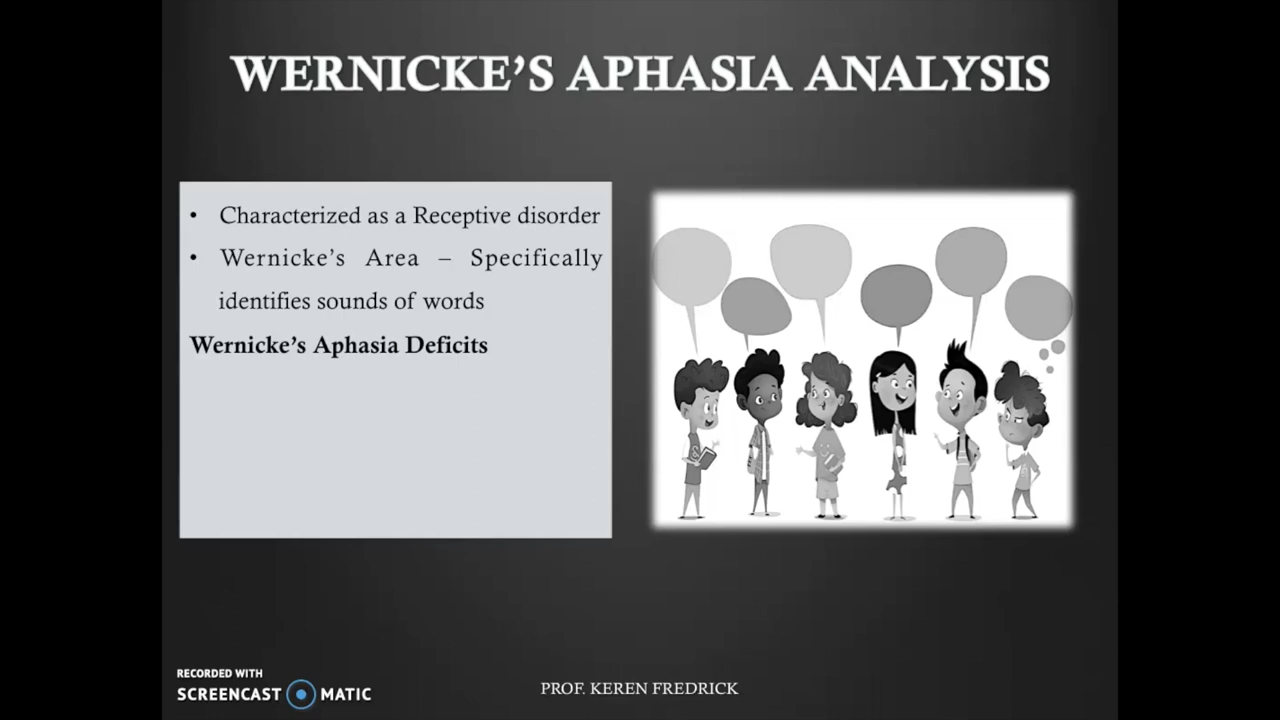 WERNICKE’S APHASIA ANALYSIS
• Characterized as a Receptive disorder
• Wernicke’s Area – Specifically
identifies sounds of words
Wernicke’s Aphasia Deficits
RECORDED WITH
SCREENCAST MATIC
PROF. KEREN FREDRICK